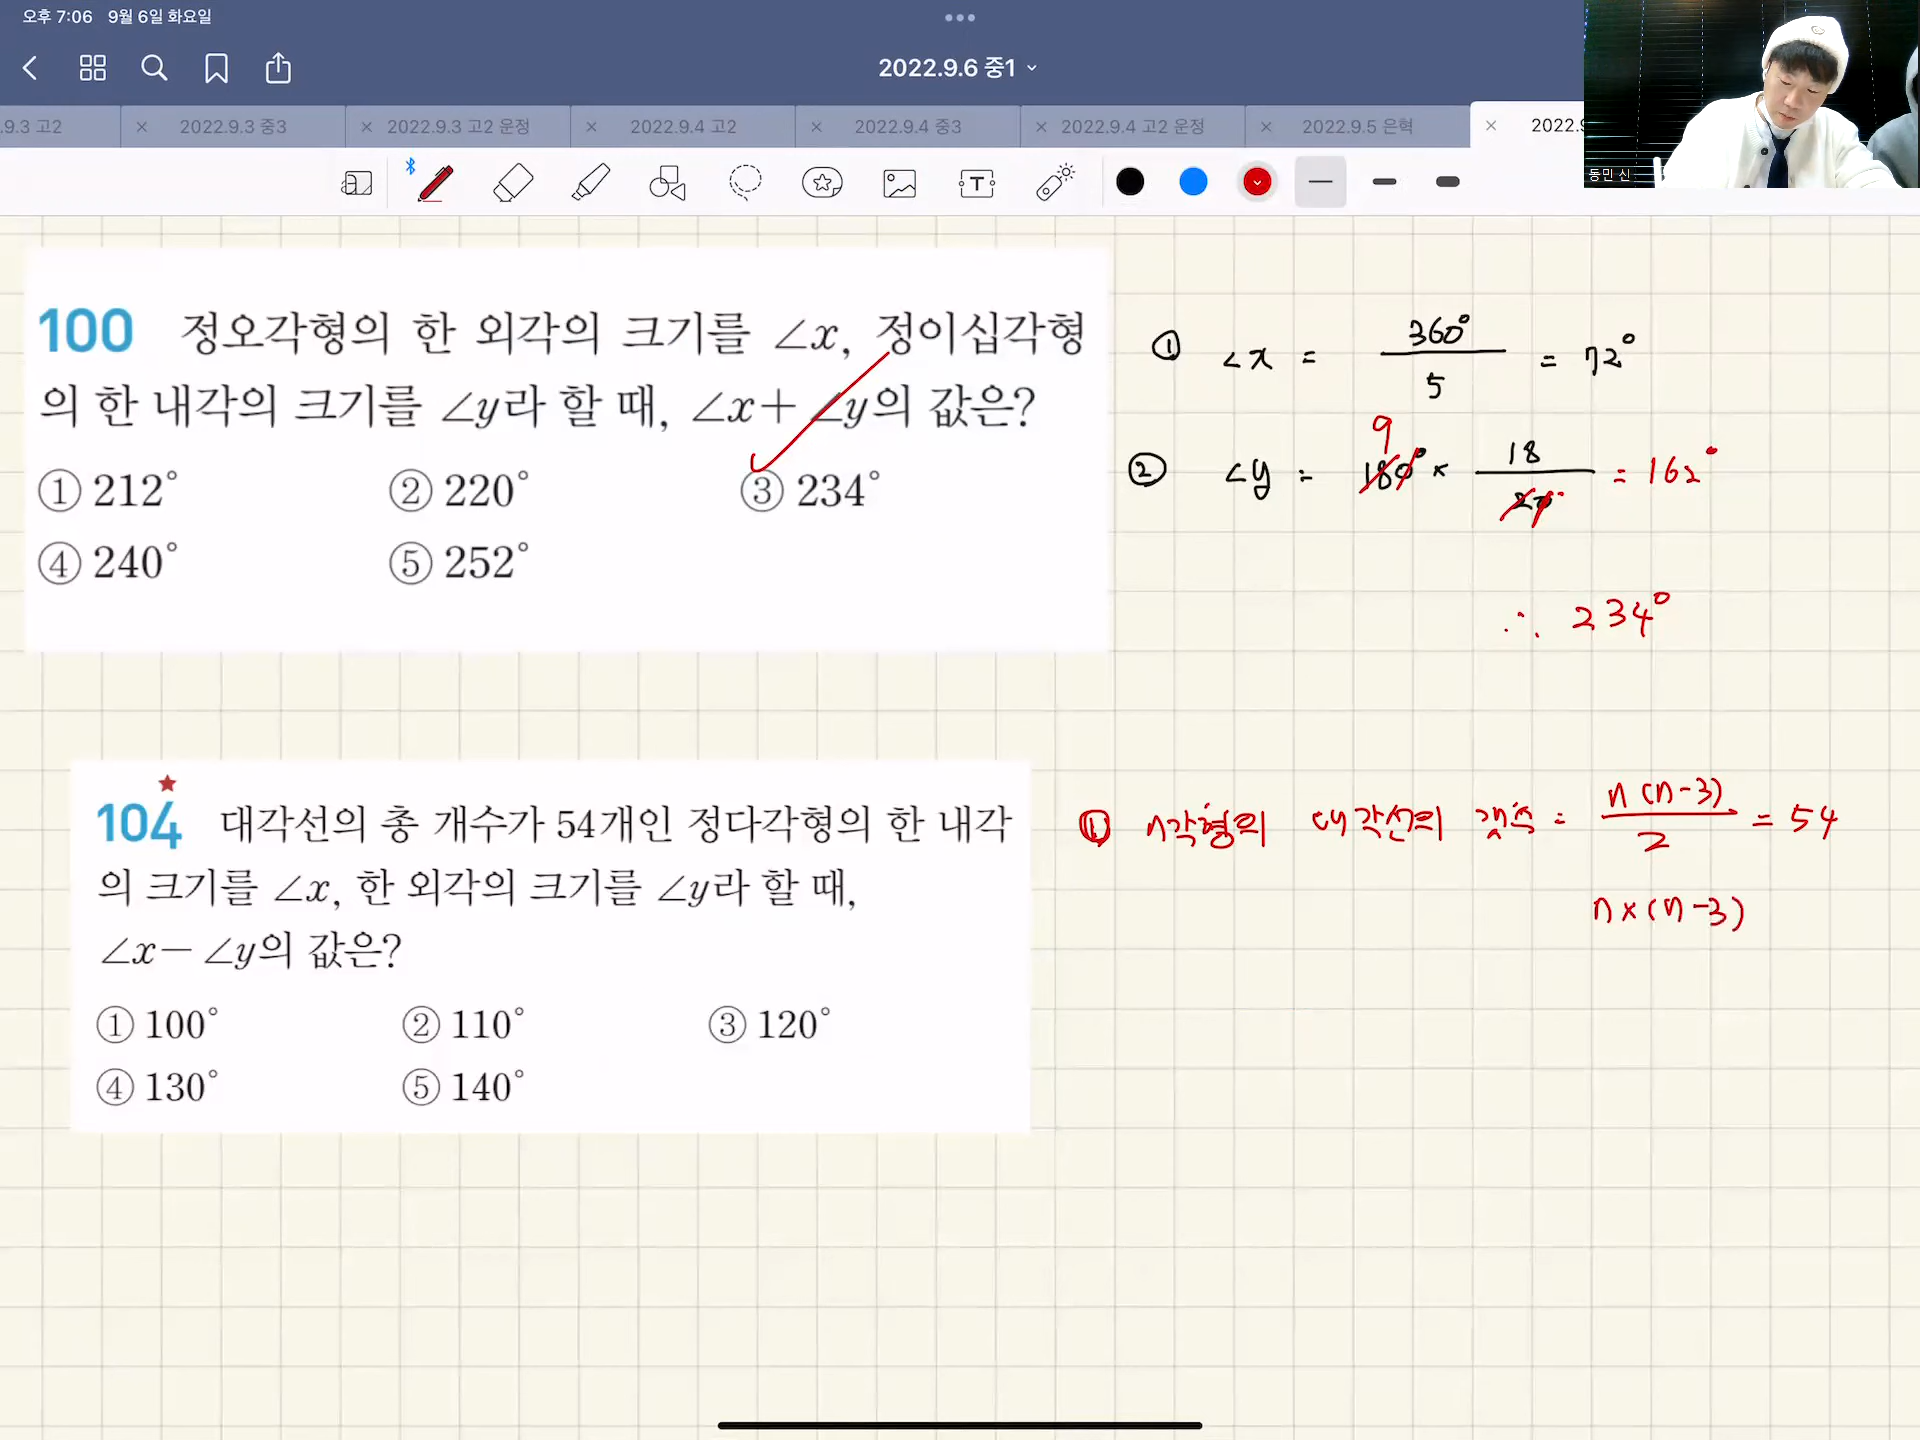 오후 7:06 9월 6일 화요일
2022.9.6 중1
.9.3 고2
2022.9.3 중3
2022.9.3 고2 운정
2022.9.4 고2
2022.9.4 중3
2022.9.4 고2 운정
2022.9.5 은혁
2022.9
동민 신
100 정오각형의 한 외각의 크기를 ∠x, 정이십각형
의 한 내각의 크기를 ∠y라 할 때, ∠x+∠y의 값은?
① 212° ② 220° ③ 234°
④ 240° ⑤ 252°
① ∠x = 360°/5 = 72°
9
② ∠y = 180° × 18/20 = 162°
∴ 234°
104 대각선의 총 개수가 54개인 정다각형의 한 내각
의 크기를 ∠x, 한 외각의 크기를 ∠y라 할 때,
∠x-∠y의 값은?
① 100° ② 110° ③ 120°
④ 130° ⑤ 140°
① n각형의 대각선의 갯수 = n(n-3)/2 = 54
n×(n-3)